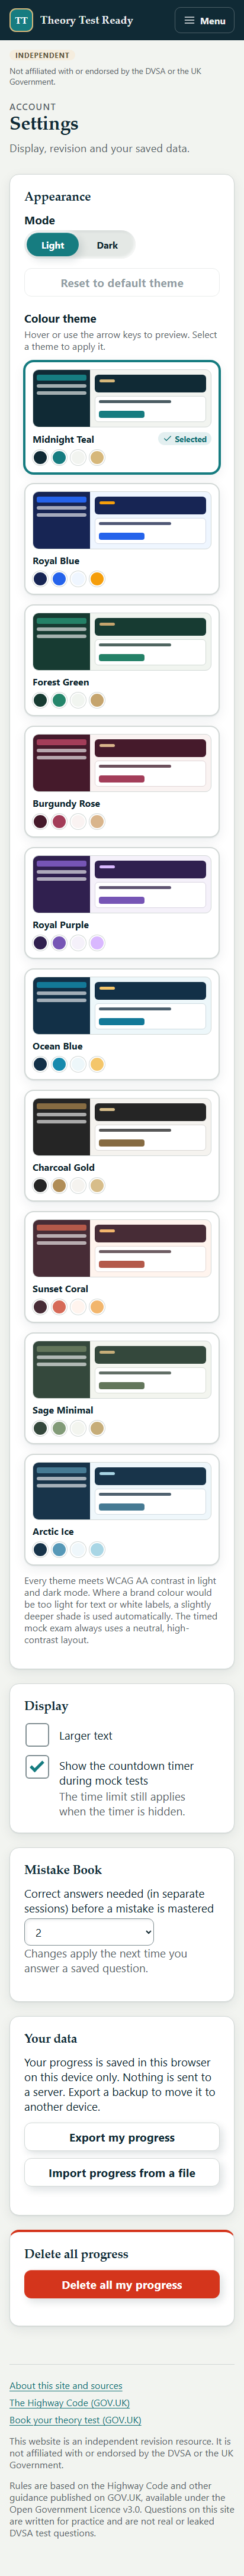 TT Theory Test Ready
Menu
INDEPENDENT
Not affiliated with or endorsed by the DVSA or the UK
Government.
ACCOUNT
Settings
Display, revision and your saved data.
Appearance
Mode
Light
Dark
Reset to default theme
Colour theme
Hover or use the arrow keys to preview. Select
a theme to apply it.
Midnight Teal
Selected
Royal Blue
Forest Green
Burgundy Rose
Royal Purple
Ocean Blue
Charcoal Gold
Sunset Coral
Sage Minimal
Arctic Ice
Every theme meets WCAG AA contrast in light
and dark mode. Where a brand colour would
be too light for text or white labels, a slightly
deeper shade is used automatically. The timed
mock exam always uses a neutral, high-
contrast layout.
Display
Larger text
Show the countdown timer
during mock tests
The time limit still applies
when the timer is hidden.
Mistake Book
Correct answers needed (in separate
sessions) before a mistake is mastered
2
Changes apply the next time you
answer a saved question.
Your data
Your progress is saved in this browser
on this device only. Nothing is sent to
a server. Export a backup to move it to
another device.
Export my progress
Import progress from a file
Delete all progress
Delete all my progress
About this site and sources
The Highway Code (GOV.UK)
Book your theory test (GOV.UK)
This website is an independent revision resource. It is
not affiliated with or endorsed by the DVSA or the UK
Government.
Rules are based on the Highway Code and other
guidance published on GOV.UK, available under the
Open Government Licence v3.0. Questions on this site
are written for practice and are not real or leaked
DVSA test questions.